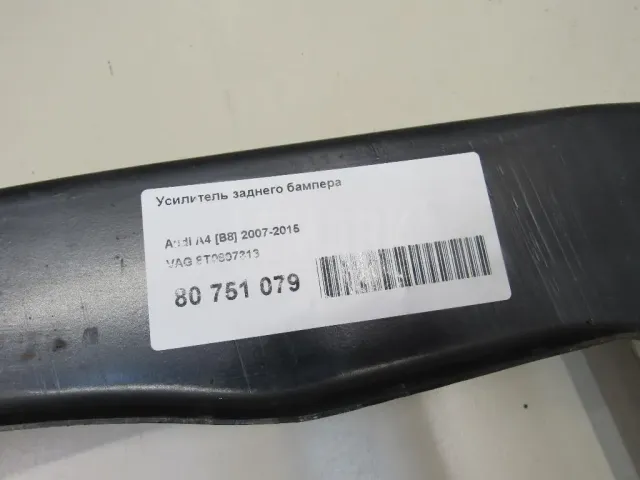 Усилитель заднего бампера
Audi A4 [B8] 2007-2015
VAG 8T0807313
80 751 079